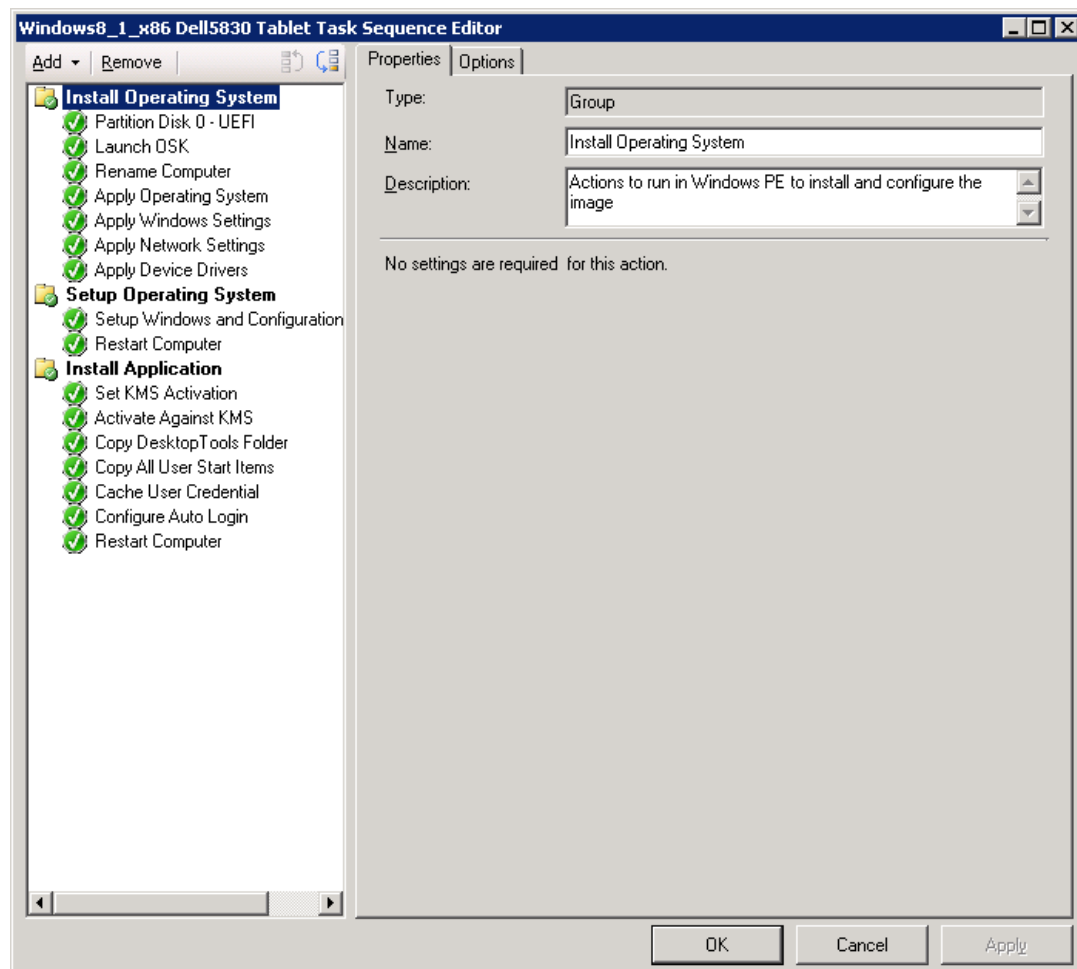 Windows8_1_x86 Dell5830 Tablet Task Sequence Editor
Add
Remove
Install Operating System
Partition Disk 0 - UEFI
Launch OSK
Rename Computer
Apply Operating System
Apply Windows Settings
Apply Network Settings
Apply Device Drivers
Setup Operating System
Setup Windows and Configuration
Restart Computer
Install Application
Set KMS Activation
Activate Against KMS
Copy DesktopTools Folder
Copy All User Start Items
Cache User Credential
Configure Auto Login
Restart Computer
Properties
Options
Type:
Group
Name:
Install Operating System
Description:
Actions to run in Windows PE to install and configure the
image
No settings are required for this action.
OK
Cancel
Apply